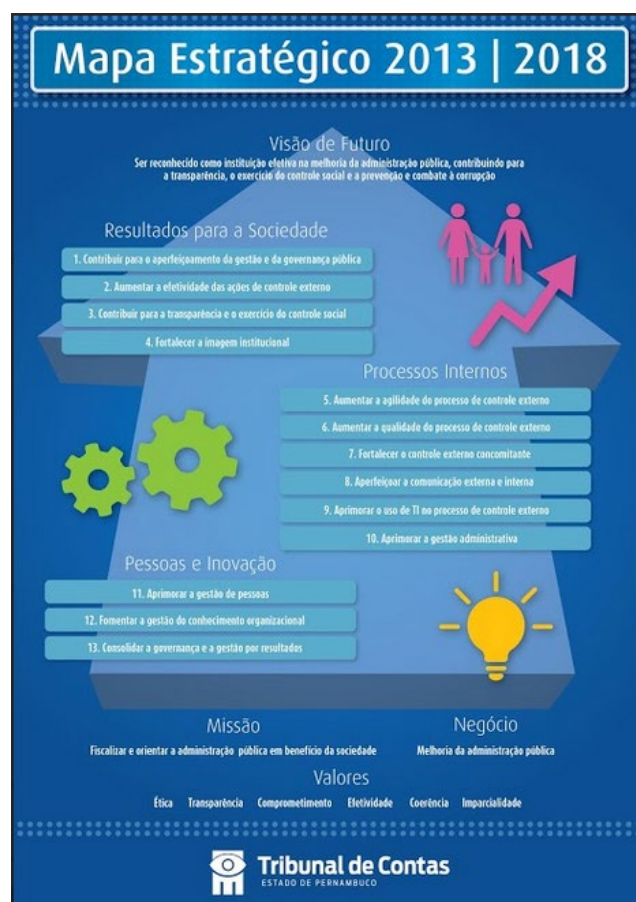 Mapa Estratégico 2013 | 2018
Visão de Futuro
Ser reconhecido como instituição efetiva na melhoria da administração pública, contribuindo para
a transparência, o exercício do controle social e a prevenção e combate à corrupção
Resultados para a Sociedade
1. Contribuir para o aperfeiçoamento da gestão e da governança pública
2. Aumentar a efetividade das ações de controle externo
3. Contribuir para a transparência e o exercício do controle social
4. Fortalecer a imagem institucional
Processos Internos
5. Aumentar a agilidade do processo de controle externo
6. Aumentar a qualidade do processo de controle externo
7. Fortalecer o controle externo concomitante
8. Aperfeiçoar a comunicação externa e interna
9. Aprimorar o uso de TI no processo de controle externo
10. Aprimorar a gestão administrativa
Pessoas e Inovação
11. Aprimorar a gestão de pessoas
12. Fomentar a gestão do conhecimento organizacional
13. Consolidar a governança e a gestão por resultados
Missão
Fiscalizar e orientar a administração pública em benefício da sociedade
Negócio
Melhoria da administração pública
Valores
Ética Transparência Comprometimento Efetividade Coerência Imparcialidade
Tribunal de Contas
ESTADO DE PERNAMBUCO